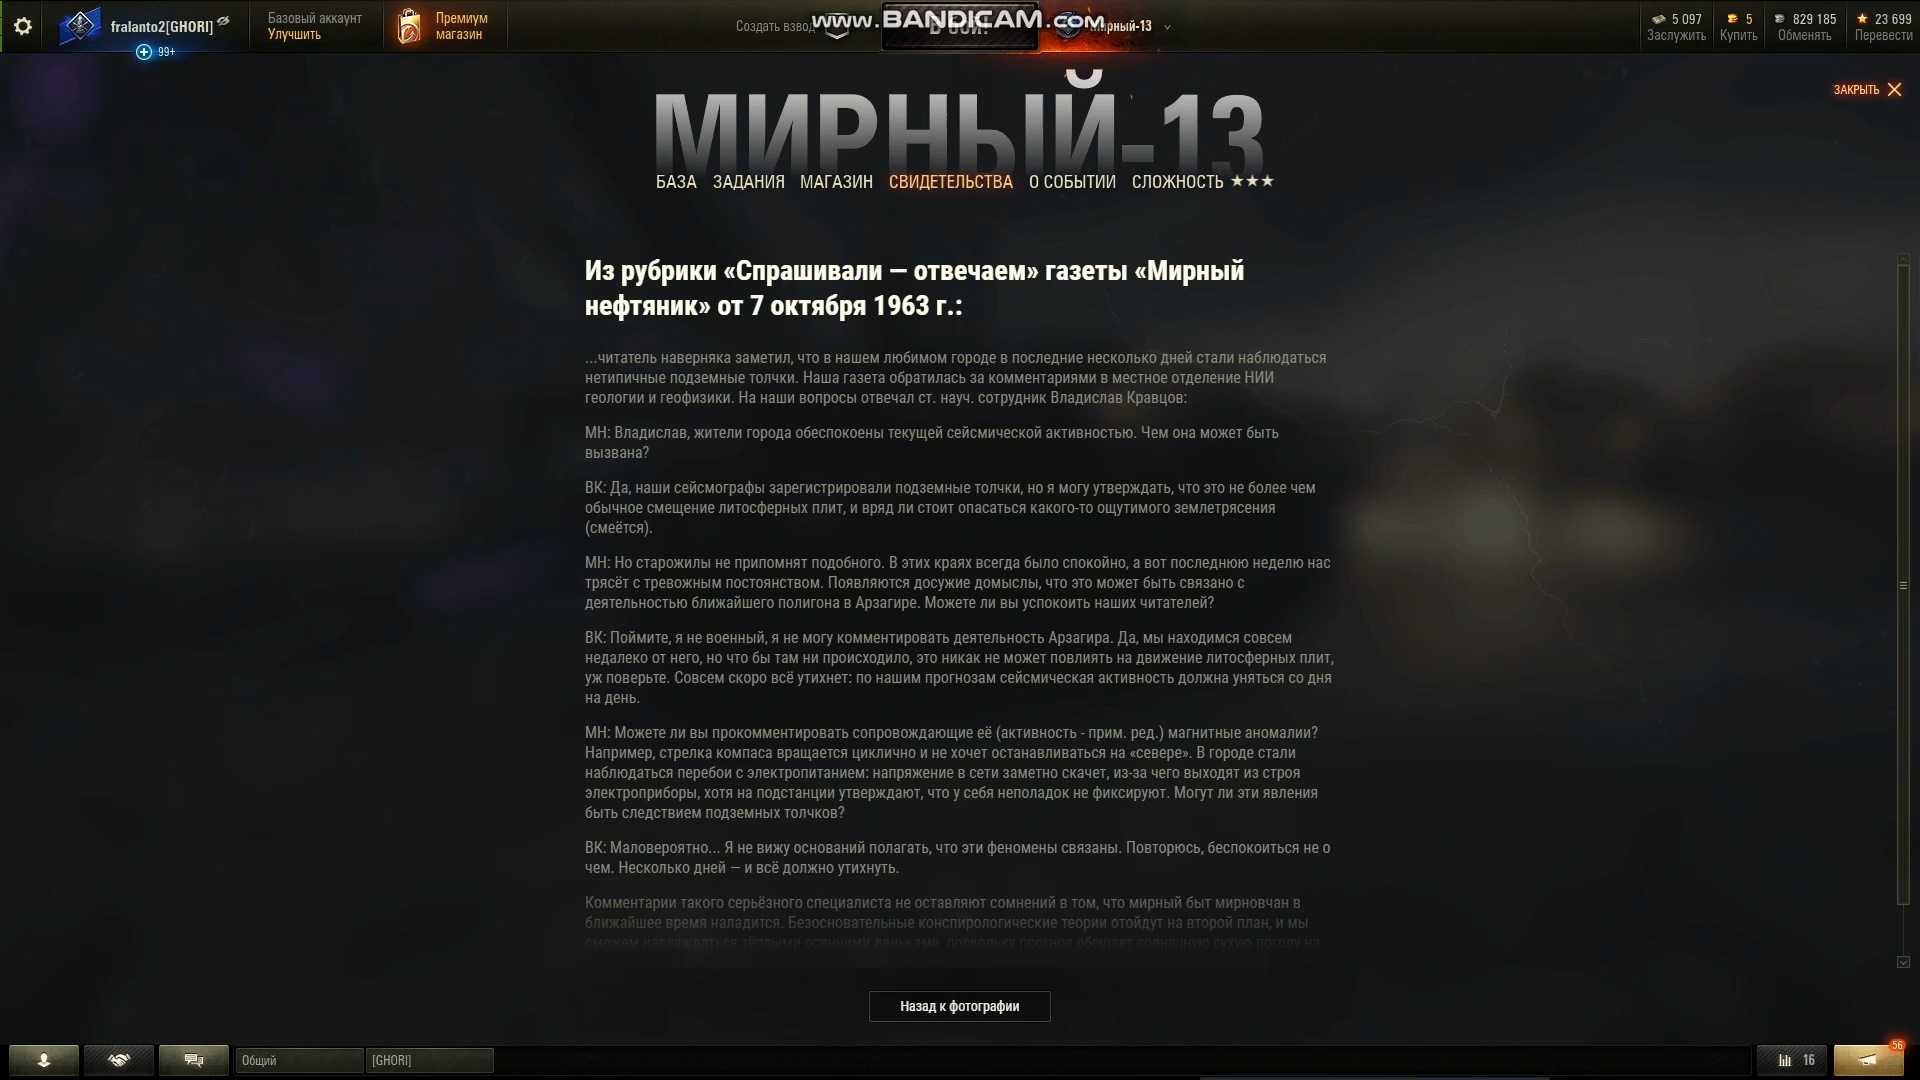 fralanto2[GHORI]
99+
Базовый аккаунт
Улучшить
Премиум
магазин
Создать взвод
www.BANDICAM.com
Мирный-13
5 097
Заслужить
5
Купить
829 185
Обменять
23 699
Перевести
МИРНЫЙ-13
ЗАКРЫТЬ
БАЗА ЗАДАНИЯ МАГАЗИН СВИДЕТЕЛЬСТВА О СОБЫТИИ СЛОЖНОСТЬ ★★★
Из рубрики «Спрашивали — отвечаем» газеты «Мирный
нефтяник» от 7 октября 1963 г.:
...читатель наверняка заметил, что в нашем любимом городе в последние несколько дней стали наблюдаться
нетипичные подземные толчки. Наша газета обратилась за комментариями в местное отделение НИИ
геологии и геофизики. На наши вопросы отвечал ст. науч. сотрудник Владислав Кравцов:
МН: Владислав, жители города обеспокоены текущей сейсмической активностью. Чем она может быть
вызвана?
ВК: Да, наши сейсмографы зарегистрировали подземные толчки, но я могу утверждать, что это не более чем
обычное смещение литосферных плит, и вряд ли стоит опасаться какого-то ощутимого землетрясения
(смеётся).
МН: Но старожилы не припомнят подобного. В этих краях всегда было спокойно, а вот последнюю неделю нас
трясёт с тревожным постоянством. Появляются досужие домыслы, что это может быть связано с
деятельностью ближайшего полигона в Арзагире. Можете ли вы успокоить наших читателей?
ВК: Поймите, я не военный, я не могу комментировать деятельность Арзагира. Да, мы находимся совсем
недалеко от него, но что бы там ни происходило, это никак не может повлиять на движение литосферных плит,
уж поверьте. Совсем скоро всё утихнет: по нашим прогнозам сейсмическая активность должна уняться со дня
на день.
МН: Можете ли вы прокомментировать сопровождающие её (активность - прим. ред.) магнитные аномалии?
Например, стрелка компаса вращается циклично и не хочет останавливаться на «севере». В городе стали
наблюдаться перебои с электропитанием: напряжение в сети заметно скачет, из-за чего выходят из строя
электроприборы, хотя на подстанции утверждают, что у себя неполадок не фиксируют. Могут ли эти явления
быть следствием подземных толчков?
ВК: Маловероятно... Я не вижу оснований полагать, что эти феномены связаны. Повторюсь, беспокоиться не о
чем. Несколько дней — и всё должно утихнуть.
Комментарии такого серьёзного специалиста не оставляют сомнений в том, что мирный быт мирновчан в
ближайшее время наладится. Безосновательные конспирологические теории отойдут на второй план, и мы
сможем наслаждаться тёплыми осенними деньками, поскольку прогноз обещает солнечную сухую погоду на
Назад к фотографии
Общий
[GHORI]
16
56